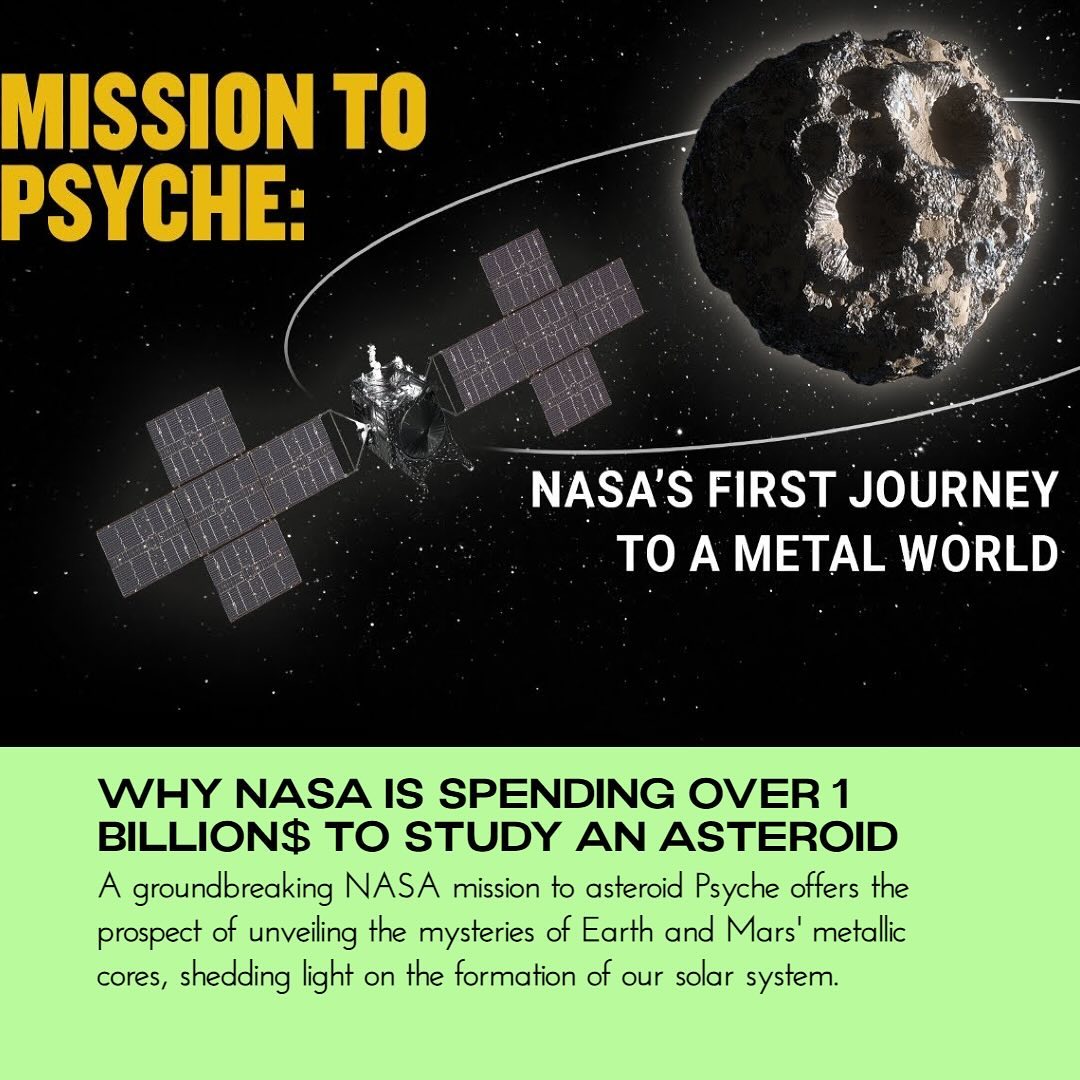 MISSION TO
PSYCHE:
NASA'S FIRST JOURNEY
TO A METAL WORLD
WHY NASA IS SPENDING OVER 1
BILLION$ TO STUDY AN ASTEROID
A groundbreaking NASA mission to asteroid Psyche offers the
prospect of unveiling the mysteries of Earth and Mars' metallic
cores, shedding light on the formation of our solar system.